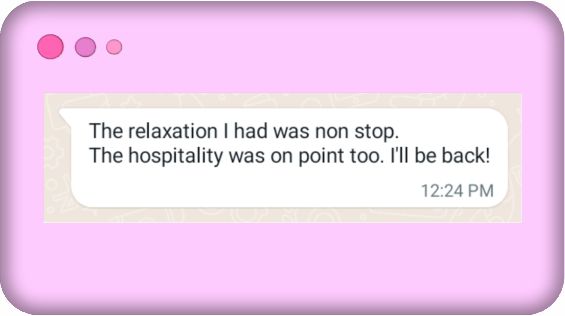 The relaxation I had was non stop.
The hospitality was on point too. I'll be back!
12:24 PM